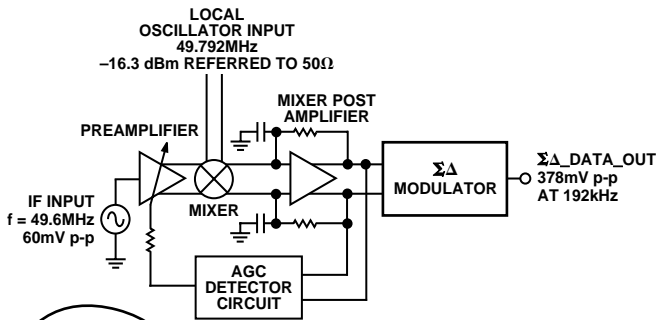 LOCAL
OSCILLATOR INPUT
49.792MHz
–16.3 dBm REFERRED TO 50Ω
MIXER POST
AMPLIFIER
PREAMPLIFIER
ΣΔ
MODULATOR
ΣΔ_DATA_OUT
378mV p-p
AT 192kHz
IF INPUT
f = 49.6MHz
60mV p-p
MIXER
AGC
DETECTOR
CIRCUIT